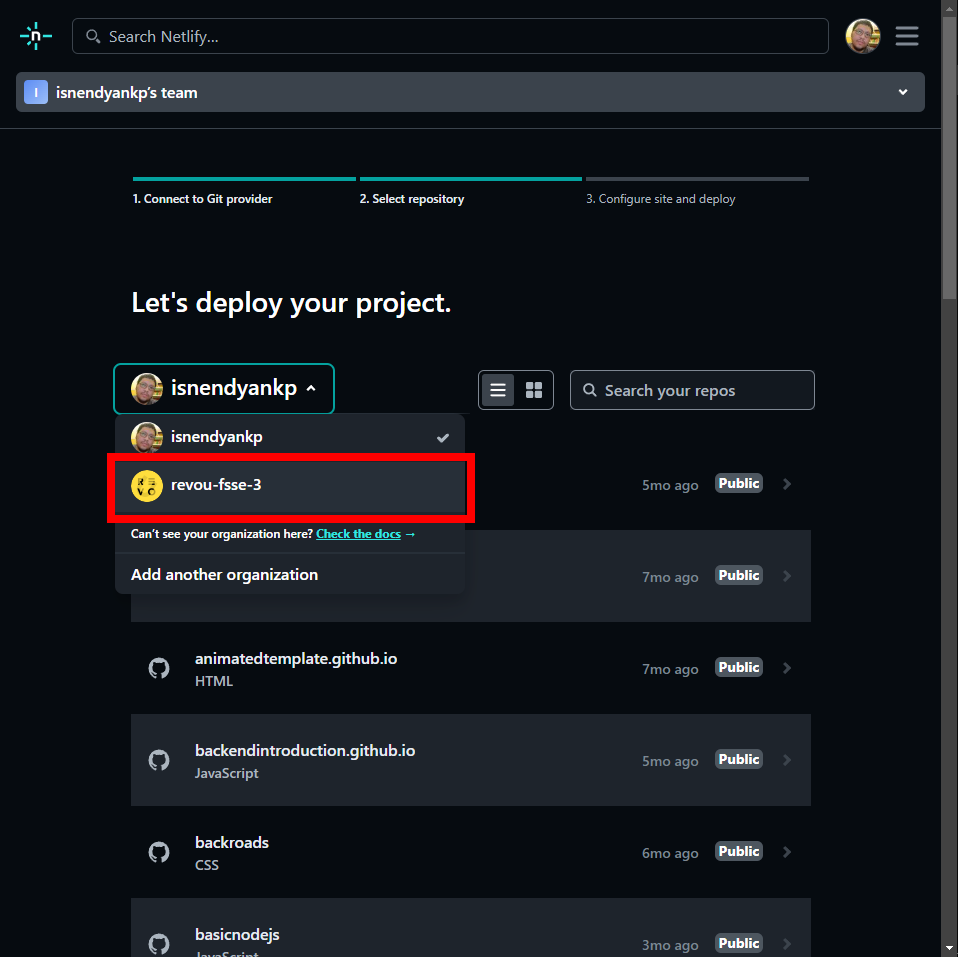 n
Search Netlify...
I
isnendyankp's team
1. Connect to Git provider
2. Select repository
3. Configure site and deploy
Let's deploy your project.
isnendyankp
Search your repos
isnendyankp
revou-fsse-3
5mo ago Public
Can't see your organization here? Check the docs →
Add another organization
7mo ago Public
animatedtemplate.github.io
HTML
7mo ago Public
backendintroduction.github.io
JavaScript
5mo ago Public
backroads
CSS
6mo ago Public
basicnodejs
JavaScript
3mo ago Public